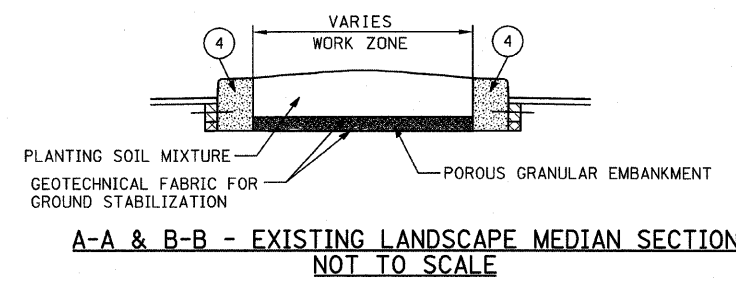 VARIES
WORK ZONE
4
4
PLANTING SOIL MIXTURE
GEOTECHNICAL FABRIC FOR
GROUND STABILIZATION
POROUS GRANULAR EMBANKMENT
A-A & B-B - EXISTING LANDSCAPE MEDIAN SECTION
NOT TO SCALE